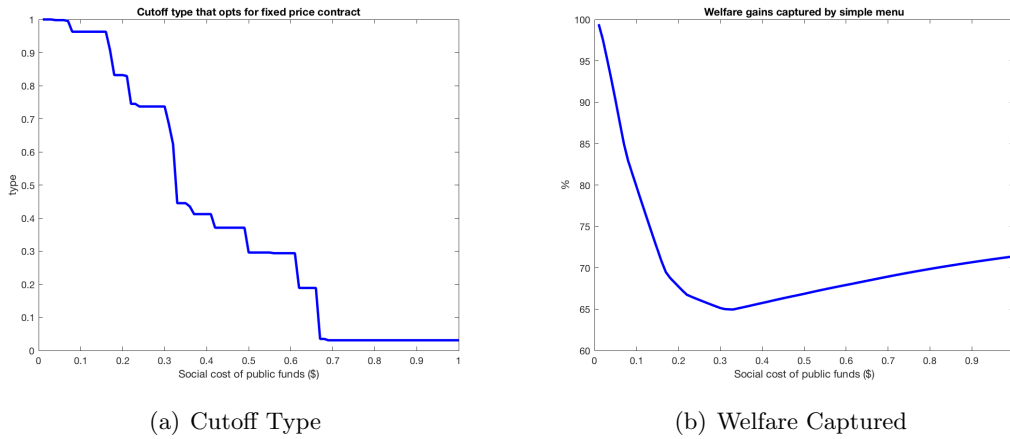 Cutoff type that opts for fixed price contract
1
0.9
0.8
0.7
0.6
0.5
0.4
0.3
0.2
0.1
0
type
0 0.1 0.2 0.3 0.4 0.5 0.6 0.7 0.8 0.9 1
Social cost of public funds ($)
(a) Cutoff Type
Welfare gains captured by simple menu
100
95
90
85
80
75
70
65
60
%
0 0.1 0.2 0.3 0.4 0.5 0.6 0.7 0.8 0.9
Social cost of public funds ($)
(b) Welfare Captured